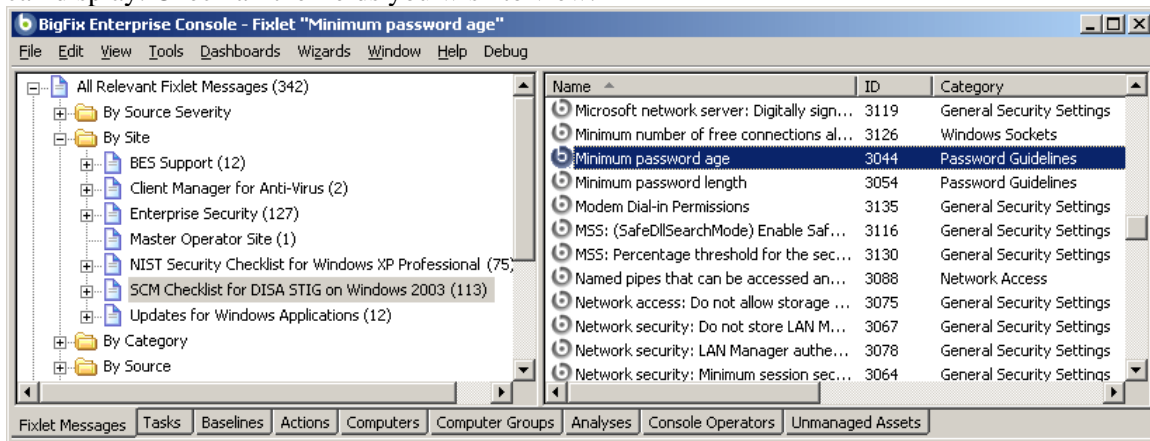 BigFix Enterprise Console - Fixlet "Minimum password age"
File Edit View Tools Dashboards Wizards Window Help Debug
All Relevant Fixlet Messages (342)
By Source Severity
By Site
BES Support (12)
Client Manager for Anti-Virus (2)
Enterprise Security (127)
Master Operator Site (1)
NIST Security Checklist for Windows XP Professional (75)
SCM Checklist for DISA STIG on Windows 2003 (113)
Updates for Windows Applications (12)
By Category
By Source
Name ID Category
Microsoft network server: Digitally sign... 3119 General Security Settings
Minimum number of free connections al... 3126 Windows Sockets
Minimum password age 3044 Password Guidelines
Minimum password length 3054 Password Guidelines
Modem Dial-in Permissions 3135 General Security Settings
MSS: (SafeDllSearchMode) Enable Saf... 3116 General Security Settings
MSS: Percentage threshold for the sec... 3130 General Security Settings
Named pipes that can be accessed an... 3088 Network Access
Network access: Do not allow storage ... 3075 General Security Settings
Network security: Do not store LAN M... 3067 General Security Settings
Network security: LAN Manager authe... 3078 General Security Settings
Network security: Minimum session sec... 3064 General Security Settings
Fixlet Messages Tasks Baselines Actions Computers Computer Groups Analyses Console Operators Unmanaged Assets